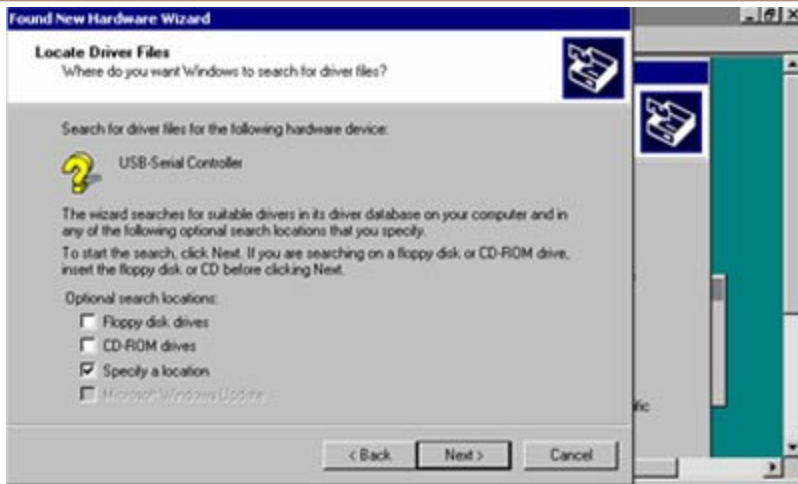 Found New Hardware Wizard
Locate Driver Files
Where do you want Windows to search for driver files?
Search for driver files for the following hardware device:
USB-Serial Controller
The wizard searches for suitable drivers in its driver database on your computer and in
any of the following optional search locations that you specify.
To start the search, click Next. If you are searching on a floppy disk or CD-ROM drive,
insert the floppy disk or CD before clicking Next.
Optional search locations:
Floppy disk drives
CD-ROM drives
Specify a location
Microsoft Windows Update
< Back
Next >
Cancel